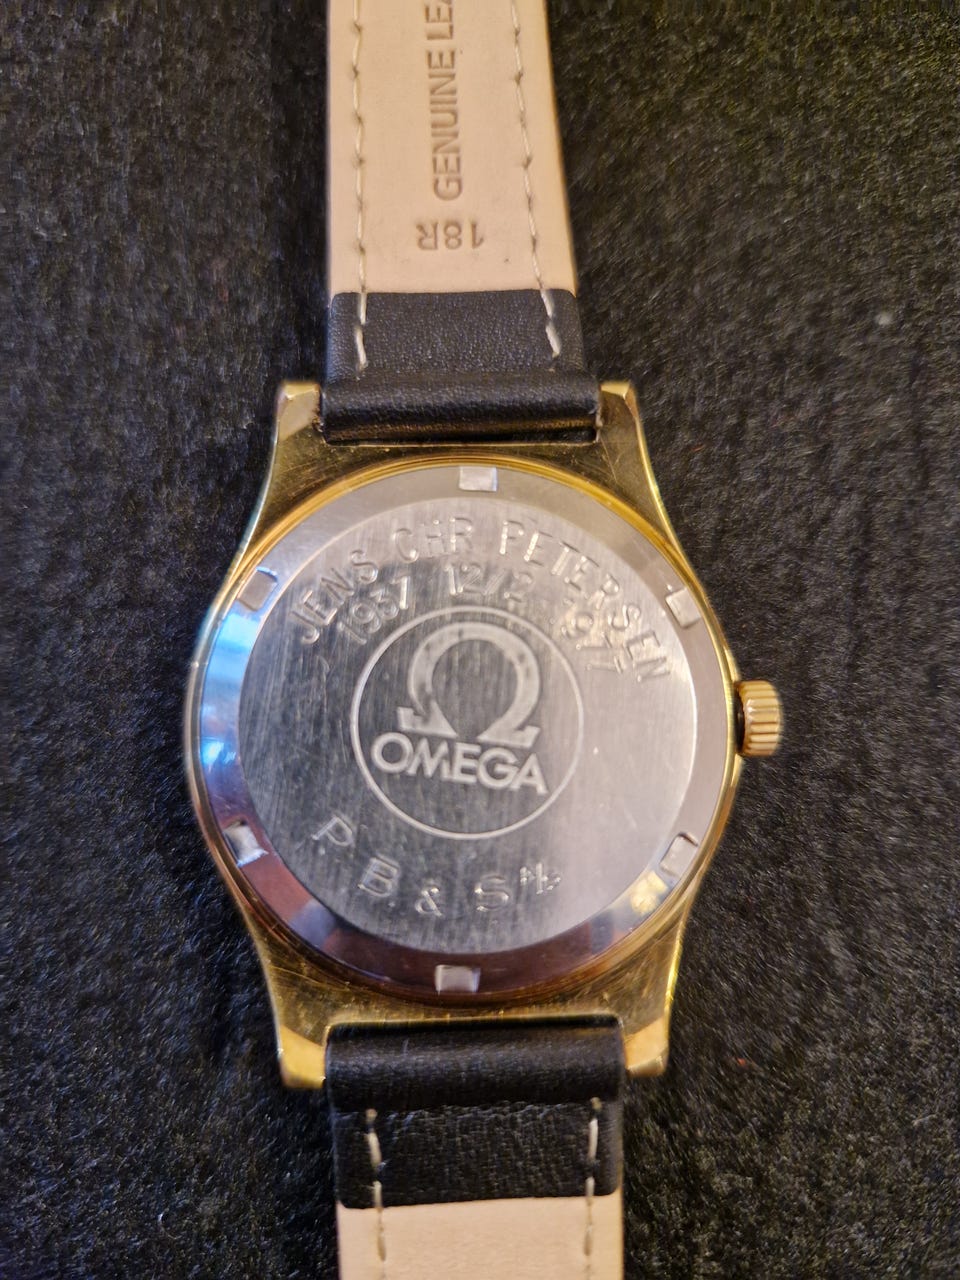 GENUINE LEA
18R
JENS CHR PETERSEN
1937 12/2 1977
Ω
OMEGA
P. B. & S